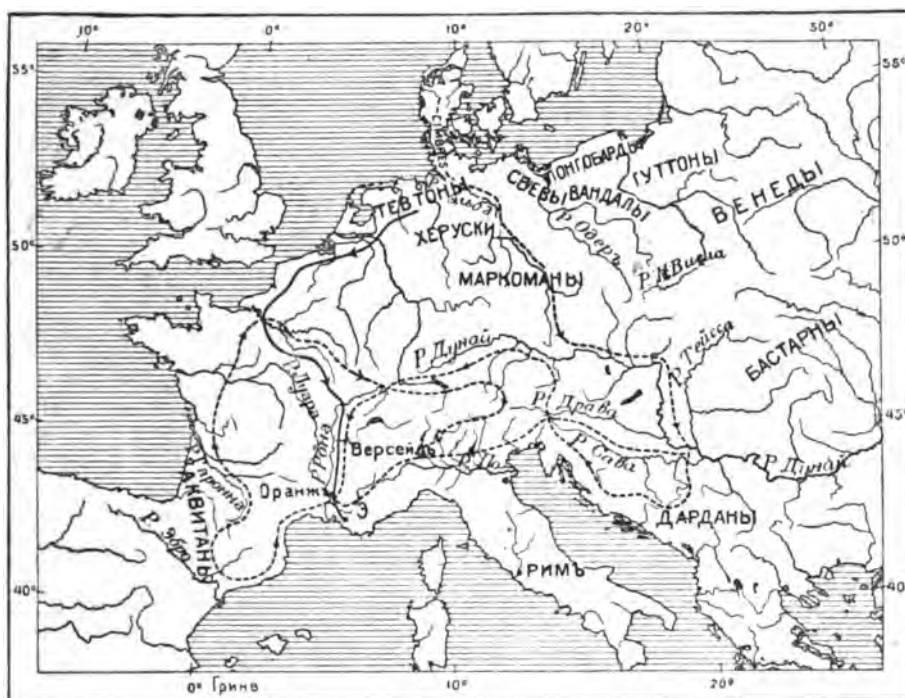 10° 0° 10° 20° 30°
55° 55°
ЛОНГОБАРДЫ
ГУТТОНЫ
СВЕВЫ
ВАНДАЛЫ
ВЕНЕДЫ
ТЕВТОНЫ
ХЕРУСКИ
Р. Одеръ
50° 50°
МАРКОМАНЫ
Р. Висла
Р. Тейсса
БАСТАРНЫ
Р. Дунай
Р. Луара
Р. Драва
45° 45°
Р. Рона
Р. Сава
Р. По
Р. Дунай
Оранж
АКВИТАНЫ
Р. Эбро
ДАРДАНЫ
РИМЪ
40° 40°
0° Гринв 10° 20°